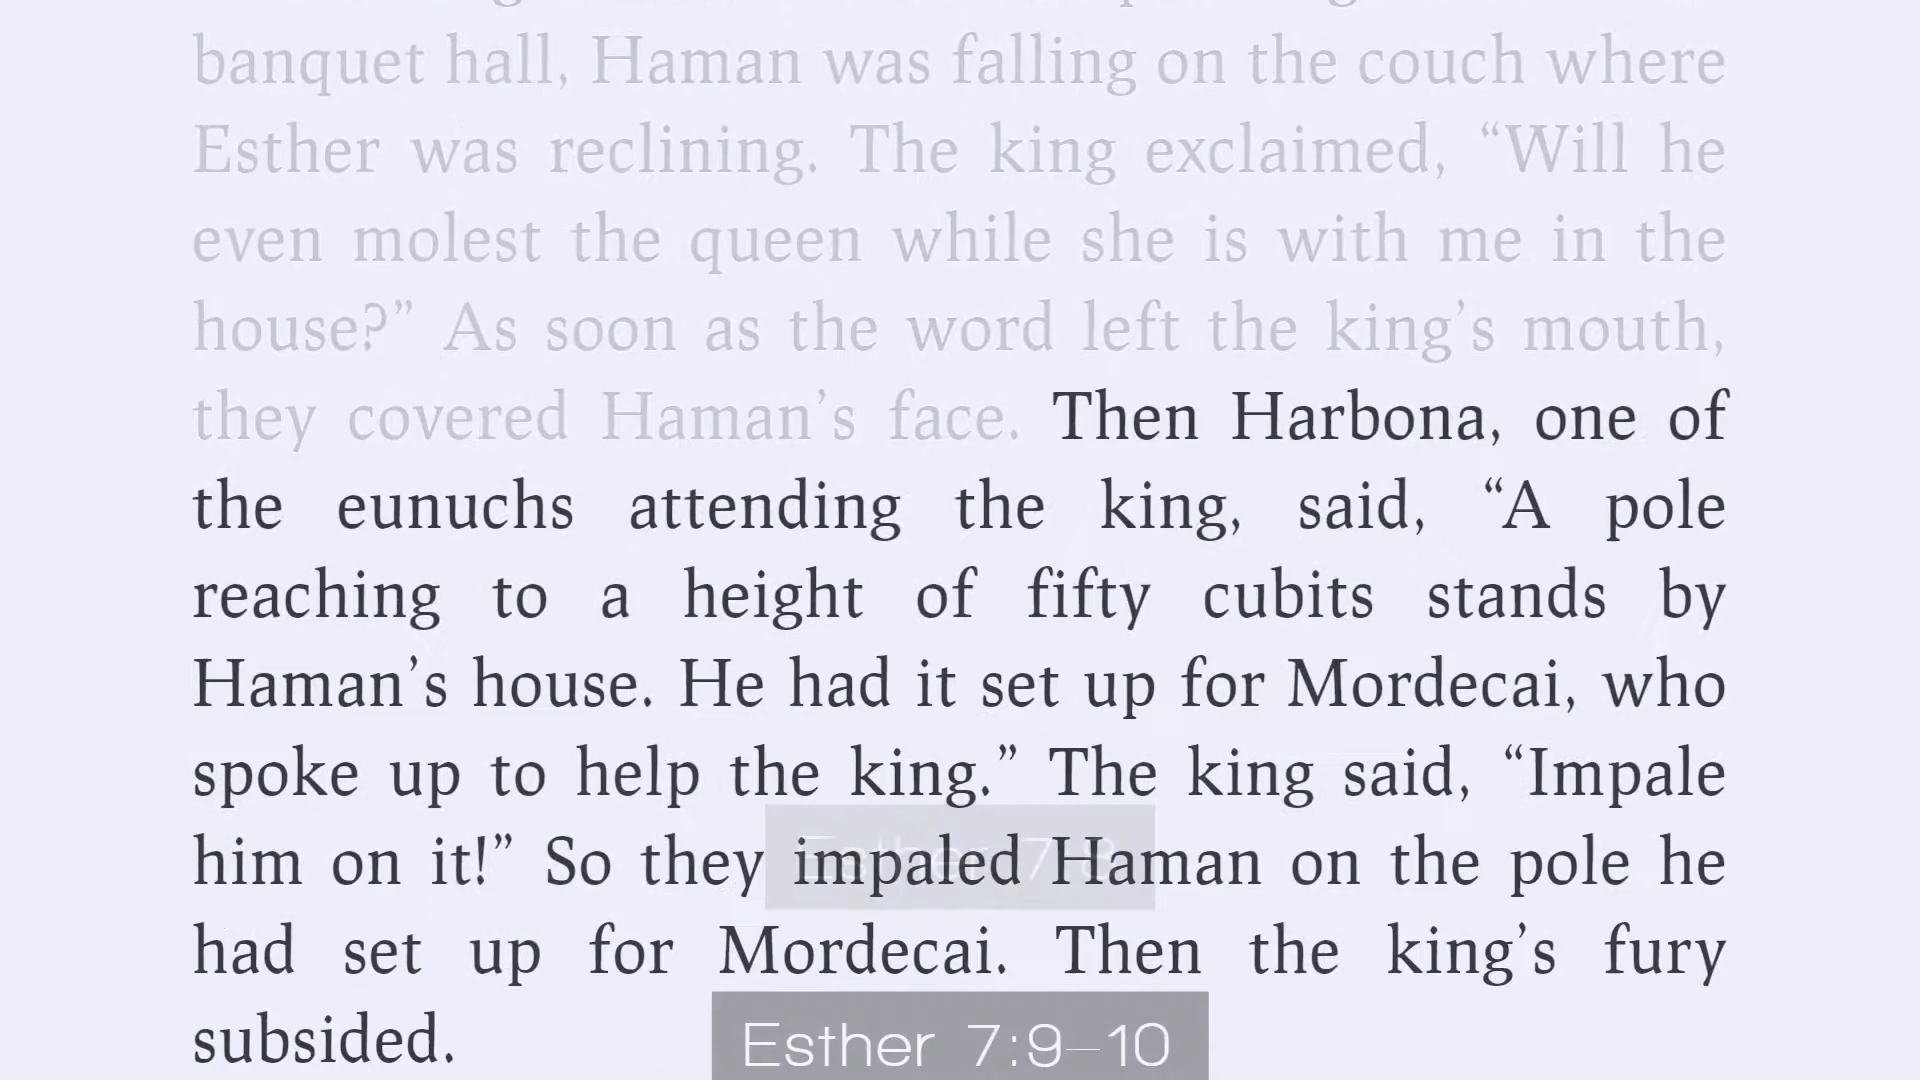 banquet hall, Haman was falling on the couch where
Esther was reclining. The king exclaimed, “Will he
even molest the queen while she is with me in the
house?” As soon as the word left the king’s mouth,
they covered Haman’s face. Then Harbona, one of
the eunuchs attending the king, said, “A pole
reaching to a height of fifty cubits stands by
Haman’s house. He had it set up for Mordecai, who
spoke up to help the king.” The king said, “Impale
him on it!” So they impaled Haman on the pole he
Esther 7:8
had set up for Mordecai. Then the king’s fury
subsided.
Esther 7:9–10